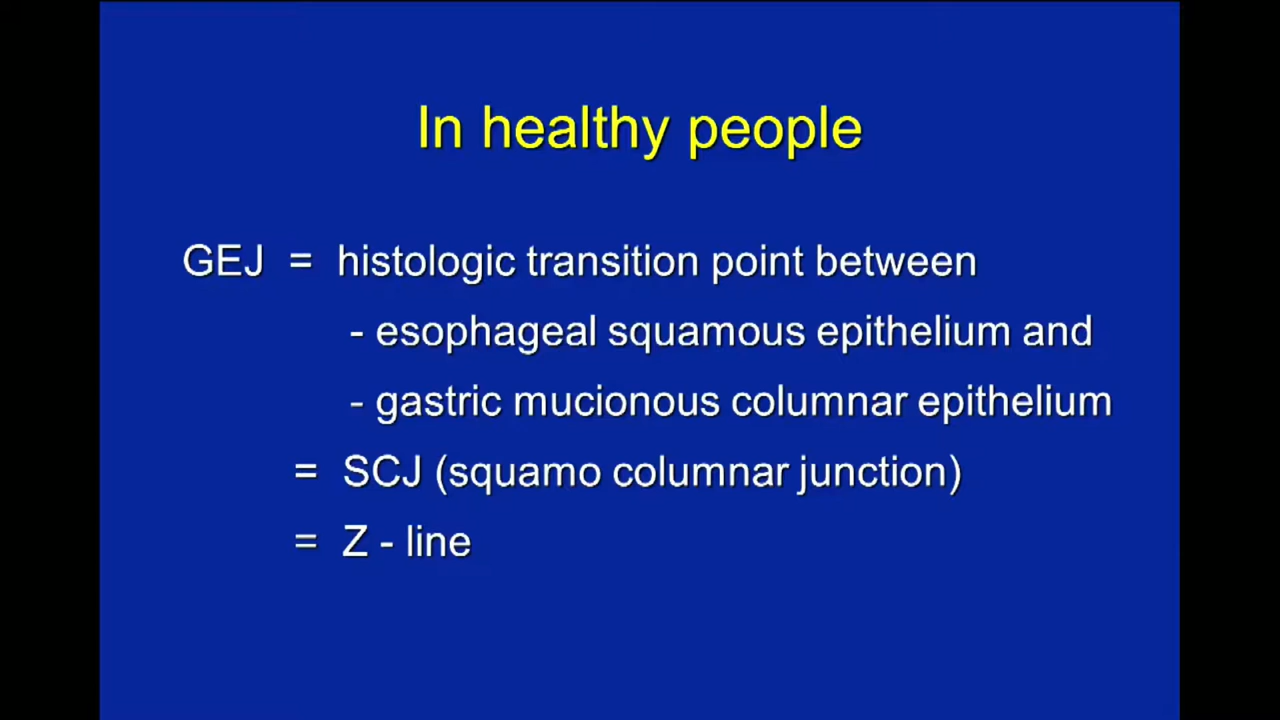 In healthy people
GEJ = histologic transition point between
- esophageal squamous epithelium and
- gastric mucionous columnar epithelium
= SCJ (squamo columnar junction)
= Z - line